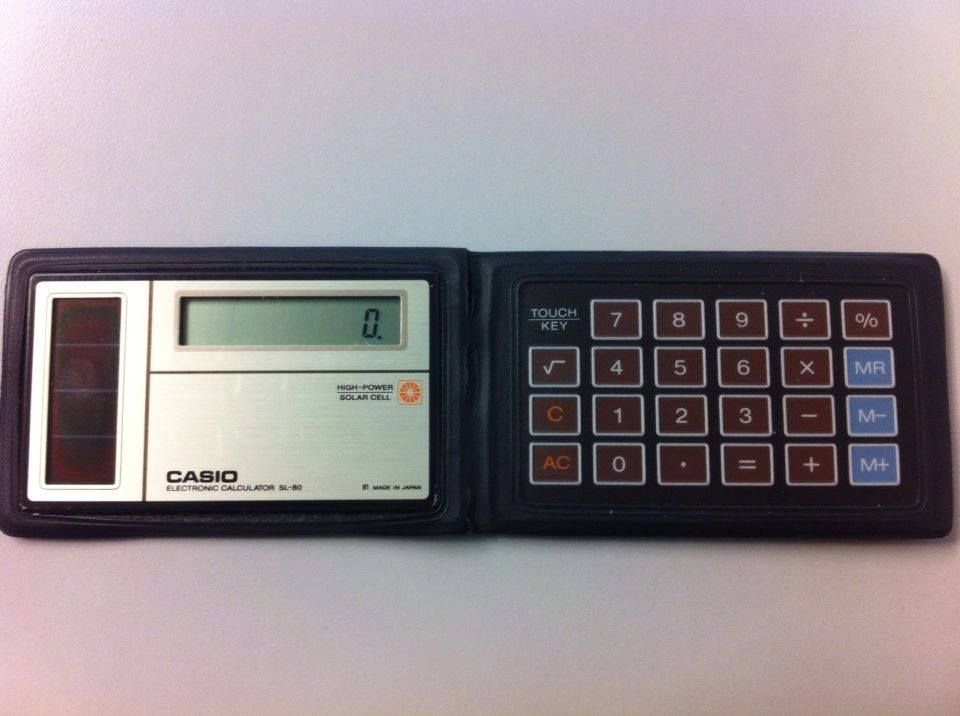 0.
HIGH-POWER
SOLAR CELL
CASIO
ELECTRONIC CALCULATOR SL-80
MADE IN JAPAN
TOUCH
KEY
7 8 9 ÷ %
√ 4 5 6 × MR
C 1 2 3 − M−
AC 0 · = + M+